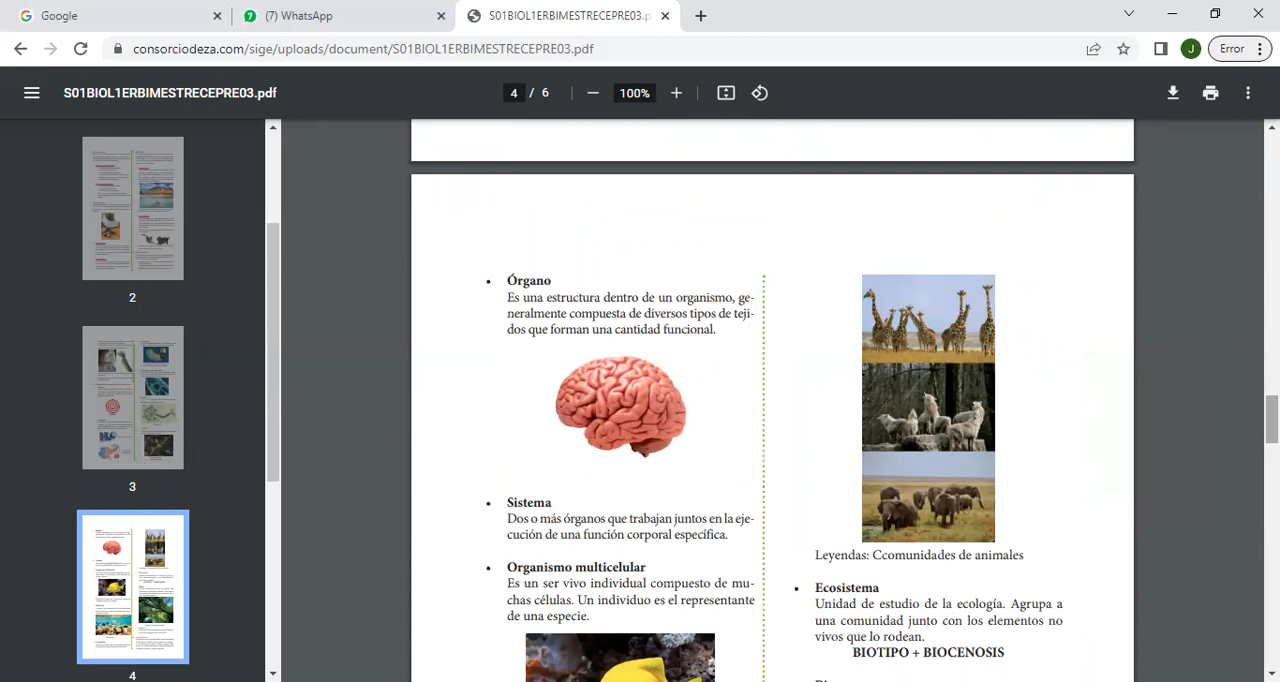 Google
(7) WhatsApp
S01BIOL1ERBIMESTRECEPRE03.p
consorciodeza.com/sige/uploads/document/S01BIOL1ERBIMESTRECEPRE03.pdf
J
Error
S01BIOL1ERBIMESTRECEPRE03.pdf
4 / 6
100%
2
3
4
• Órgano
Es una estructura dentro de un organismo, ge-
neralmente compuesta de diversos tipos de teji-
dos que forman una cantidad funcional.
• Sistema
Dos o más órganos que trabajan juntos en la eje-
cución de una función corporal específica.
• Organismo multicelular
Es un ser vivo individual compuesto de mu-
chas células. Un individuo es el representante
de una especie.
Leyendas: Ccomunidades de animales
• Ecosistema
Unidad de estudio de la ecología. Agrupa a
una comunidad junto con los elementos no
vivos que lo rodean.
BIOTIPO + BIOCENOSIS